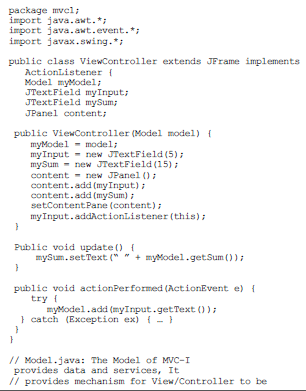 package mvc1;
import java.awt.*;
import java.awt.event.*;
import javax.swing.*;
public class ViewController extends JFrame implements
ActionListener {
Model myModel;
JTextField myInput;
JTextField mySum;
JPanel content;
public ViewController(Model model) {
myModel = model;
myInput = new JTextField(5);
mySum = new JTextField(15);
content = new JPanel();
content.add(myInput);
content.add(mySum);
setContentPane(content);
myInput.addActionListener(this);
}
Public void update() {
mySum.setText(“ ” + myModel.getSum());
}
public void actionPerformed(ActionEvent e) {
try {
myModel.add(myInput.getText());
} catch (Exception ex) { … }
}
}
// Model.java: The Model of MVC-I
provides data and services, It
// provides mechanism for View/Controller to be